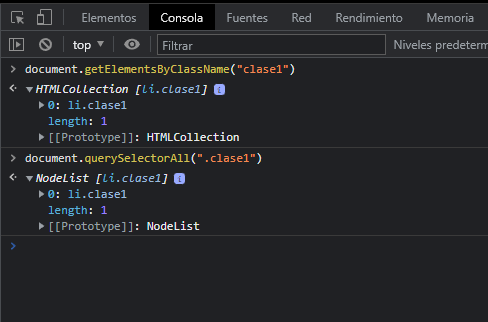 Elementos Consola Fuentes Red Rendimiento Memoria
top Filtrar Niveles predeterm
> document.getElementsByClassName("clase1")
HTMLCollection [li.clase1] i
0: li.clase1
length: 1
[[Prototype]]: HTMLCollection
> document.querySelectorAll(".clase1")
NodeList [li.clase1] i
0: li.clase1
length: 1
[[Prototype]]: NodeList
>